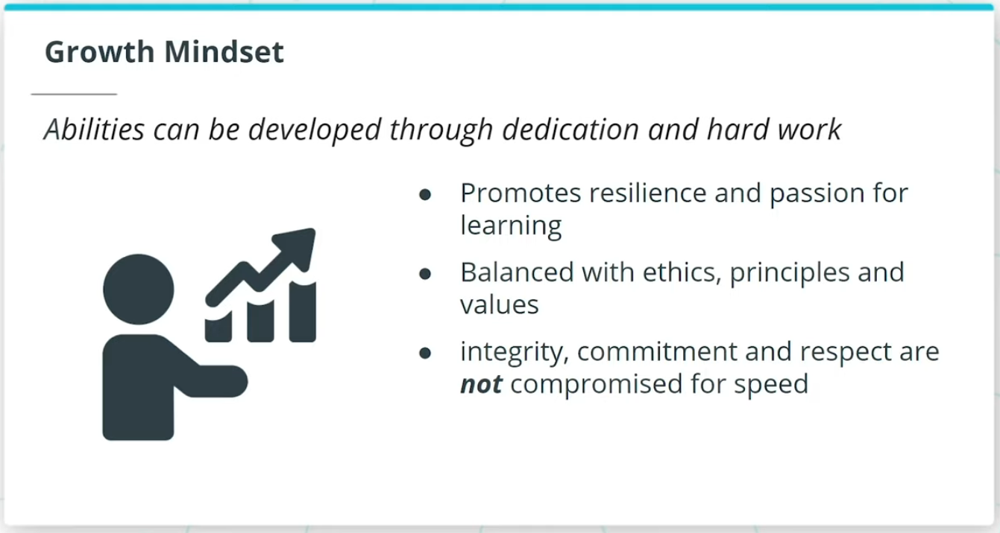 Growth Mindset
Abilities can be developed through dedication and hard work
● Promotes resilience and passion for
learning
● Balanced with ethics, principles and
values
● integrity, commitment and respect are
not compromised for speed